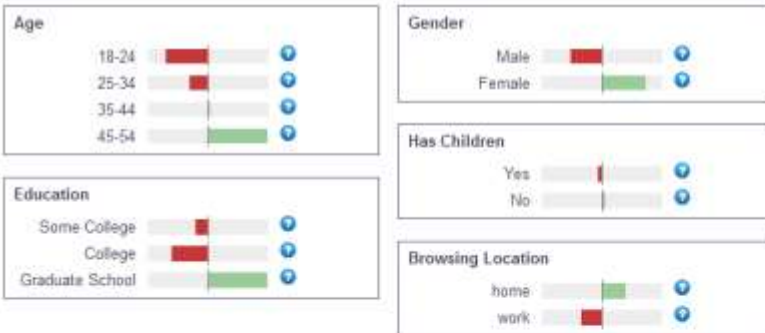 Age
18-24
25-34
35-44
45-54
Education
Some College
College
Graduate School
Gender
Male
Female
Has Children
Yes
No
Browsing Location
home
work